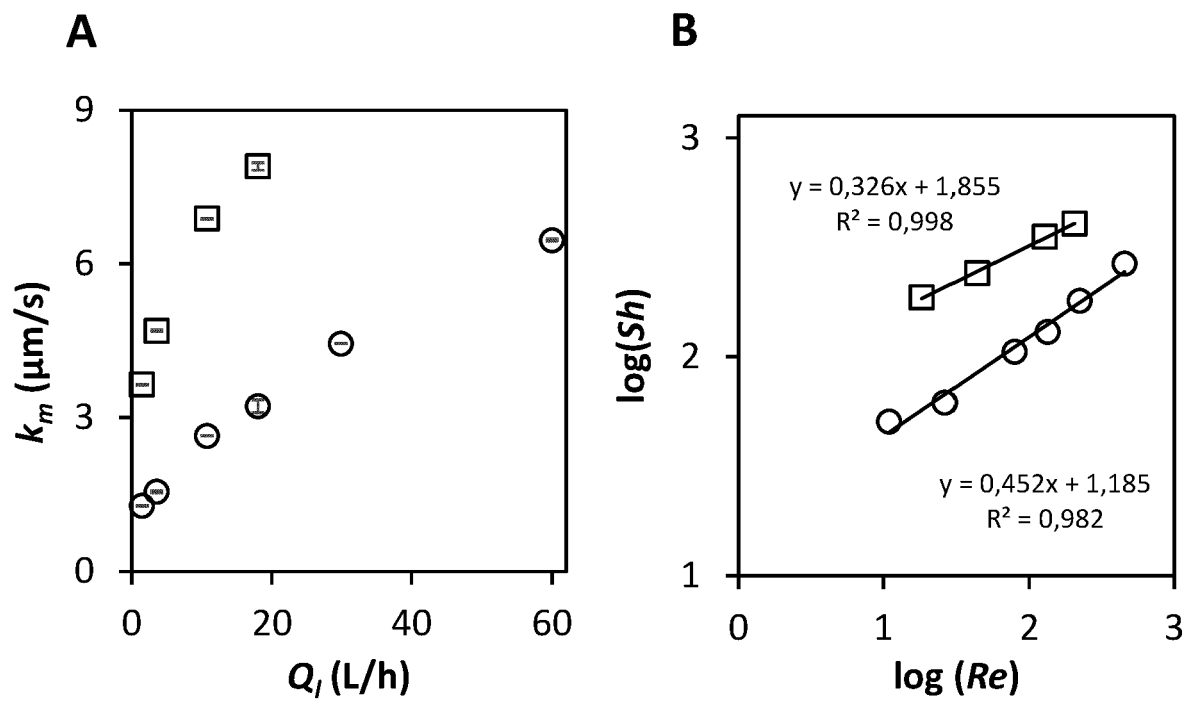 A
9
6
3
0
0 20 40 60
k_m (μm/s)
Q_l (L/h)
B
3
2
1
0 1 2 3
log(Sh)
log (Re)
y = 0,326x + 1,855
R² = 0,998
y = 0,452x + 1,185
R² = 0,982